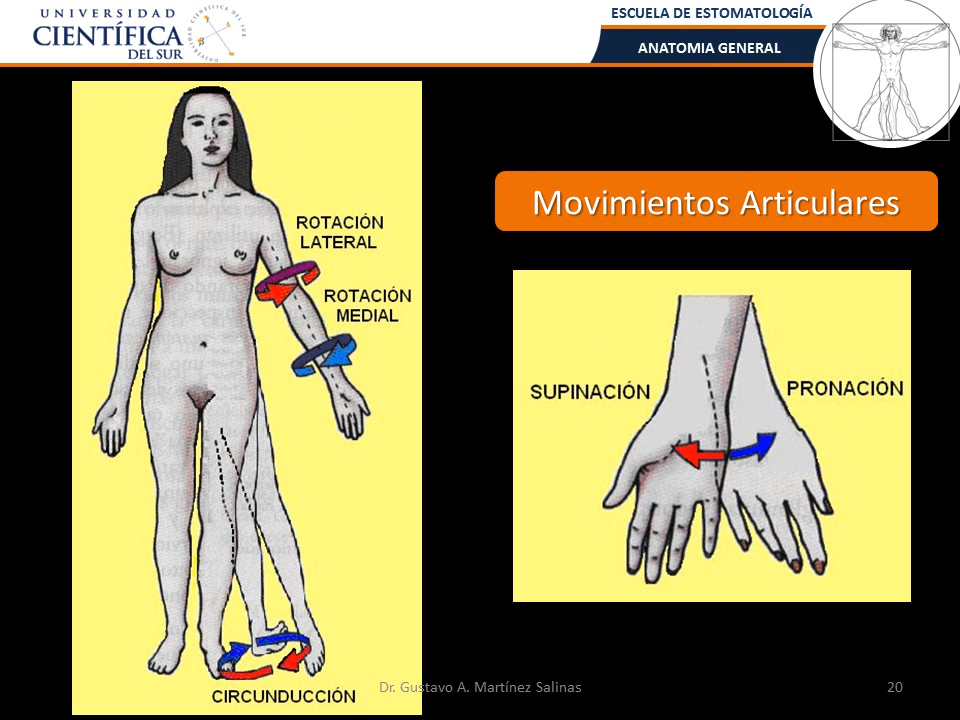 UNIVERSIDAD
CIENTÍFICA
DEL SUR
ESCUELA DE ESTOMATOLOGÍA
ANATOMIA GENERAL
Movimientos Articulares
ROTACIÓN
LATERAL
ROTACIÓN
MEDIAL
CIRCUNDUCCIÓN
SUPINACIÓN
PRONACIÓN
Dr. Gustavo A. Martínez Salinas
20